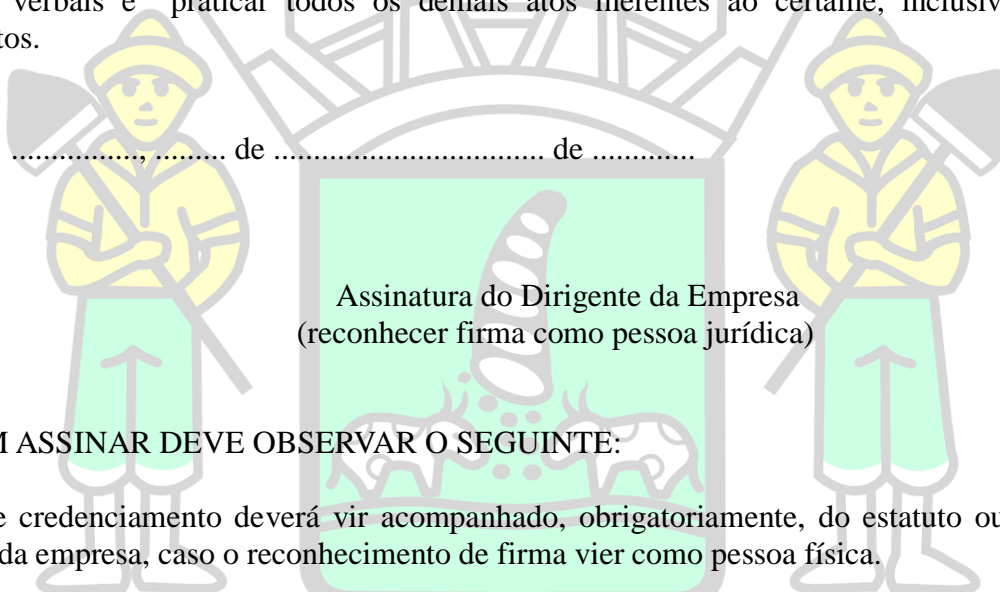 verbais e praticar todos os demais atos inerentes ao certame, inclusiv
tos.
................, ......... de .................................. de .............
Assinatura do Dirigente da Empresa
(reconhecer firma como pessoa jurídica)
M ASSINAR DEVE OBSERVAR O SEGUINTE:
e credenciamento deverá vir acompanhado, obrigatoriamente, do estatuto ou
da empresa, caso o reconhecimento de firma vier como pessoa física.